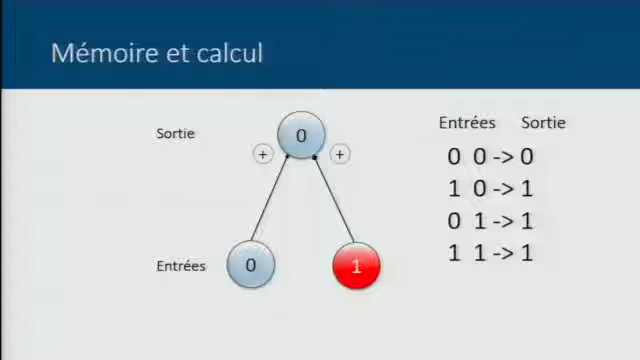 Mémoire et calcul
Sortie
0
+
+
Entrées
0
1
Entrées Sortie
0 0 -> 0
1 0 -> 1
0 1 -> 1
1 1 -> 1